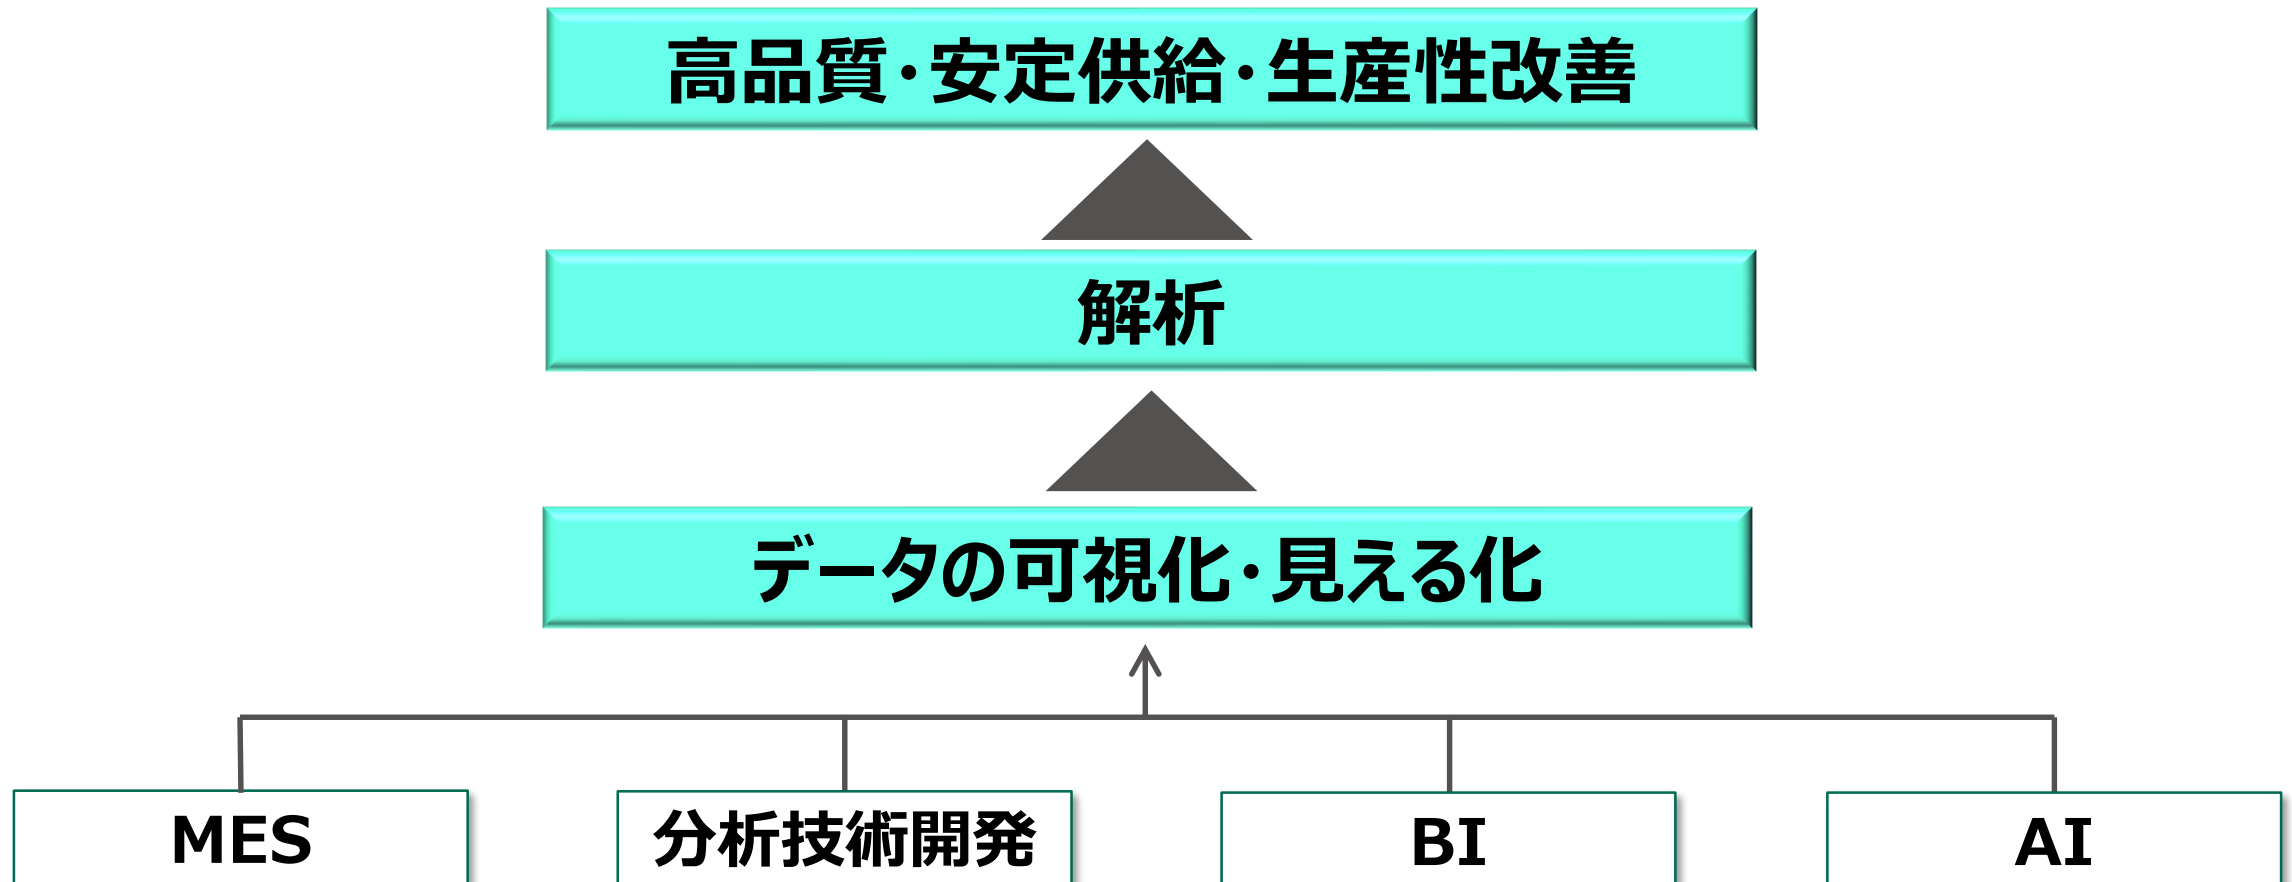 高品質・安定供給・生産性改善
解析
データの可視化・見える化
MES
分析技術開発
BI
AI